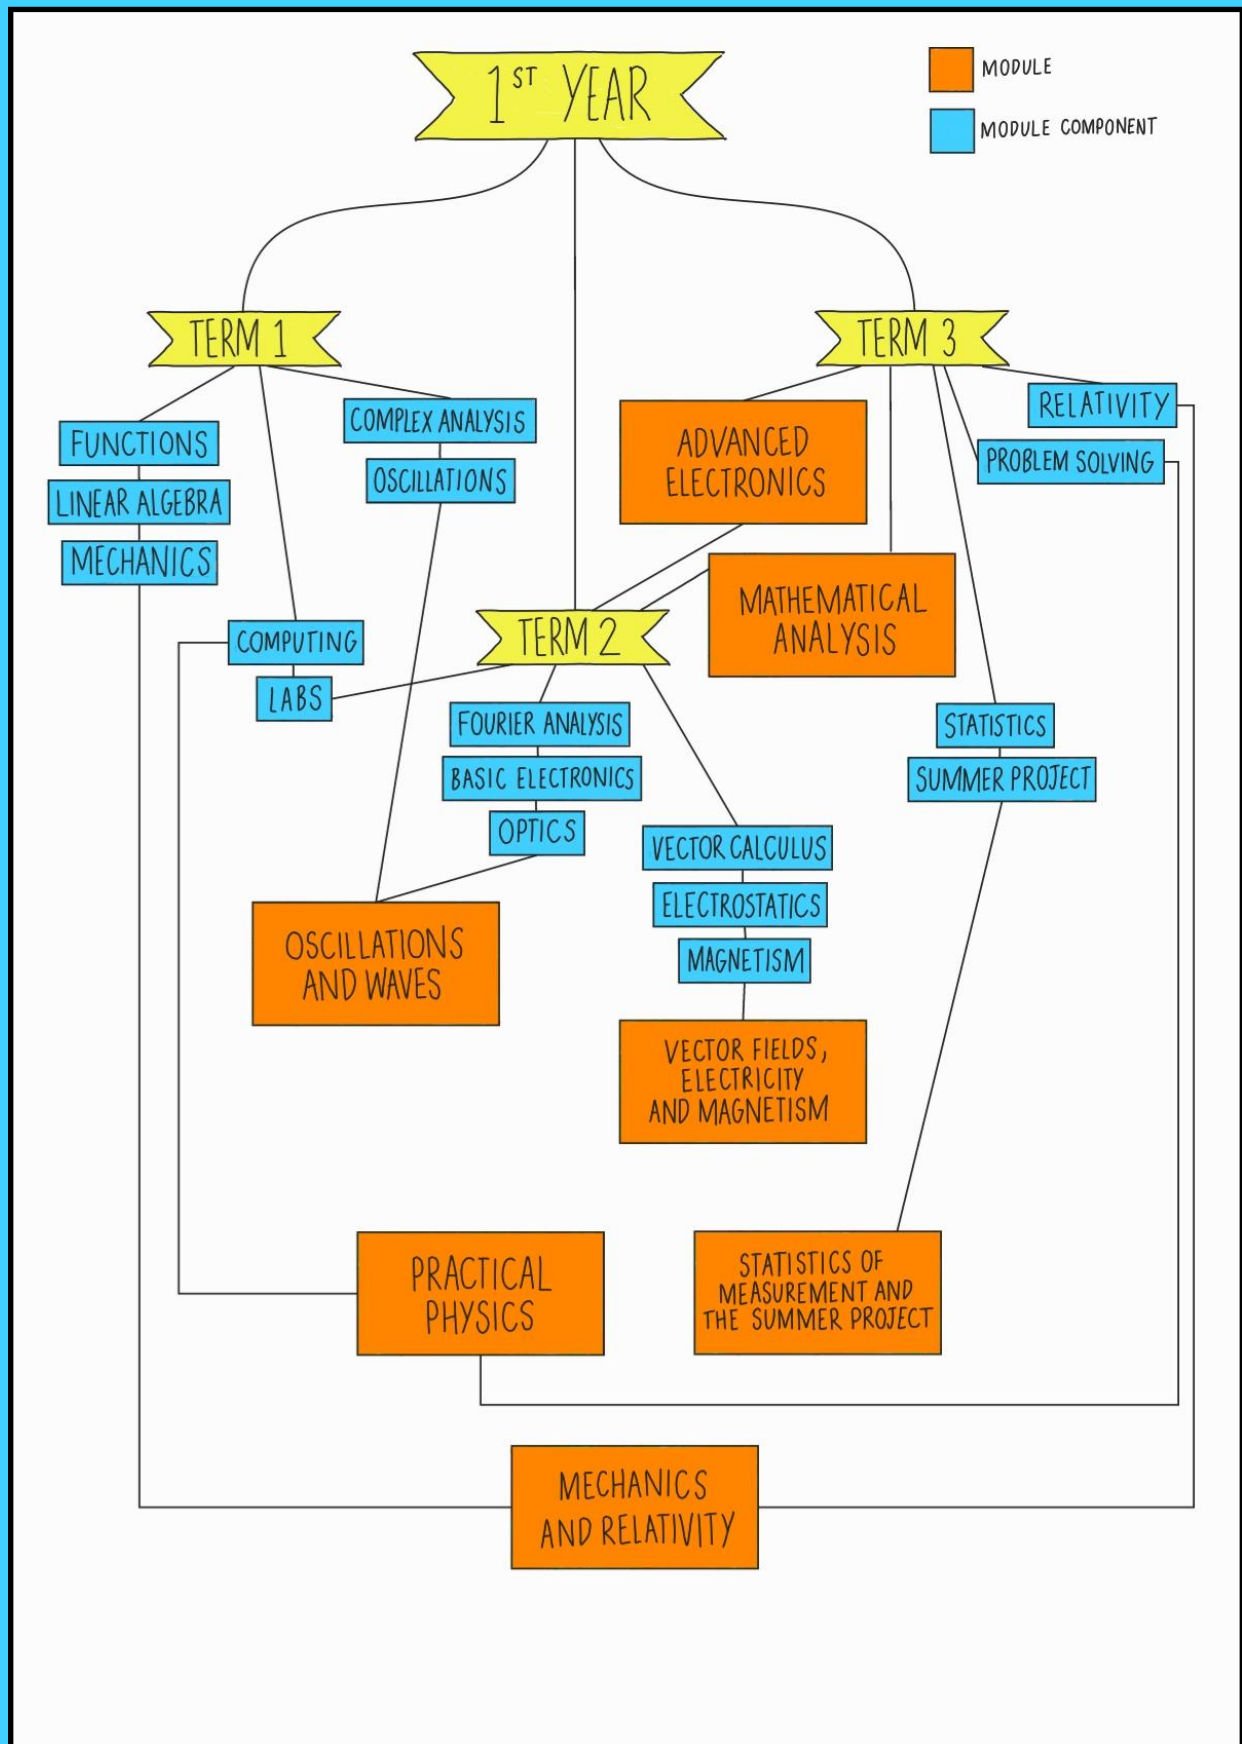 1ST YEAR
MODULE
MODULE COMPONENT
TERM 1
TERM 3
RELATIVITY
COMPLEX ANALYSIS
ADVANCED
ELECTRONICS
FUNCTIONS
PROBLEM SOLVING
OSCILLATIONS
LINEAR ALGEBRA
MECHANICS
MATHEMATICAL
ANALYSIS
COMPUTING
TERM 2
LABS
FOURIER ANALYSIS
STATISTICS
BASIC ELECTRONICS
SUMMER PROJECT
OPTICS
VECTOR CALCULUS
ELECTROSTATICS
OSCILLATIONS
AND WAVES
MAGNETISM
VECTOR FIELDS,
ELECTRICITY
AND MAGNETISM
PRACTICAL
PHYSICS
STATISTICS OF
MEASUREMENT AND
THE SUMMER PROJECT
MECHANICS
AND RELATIVITY